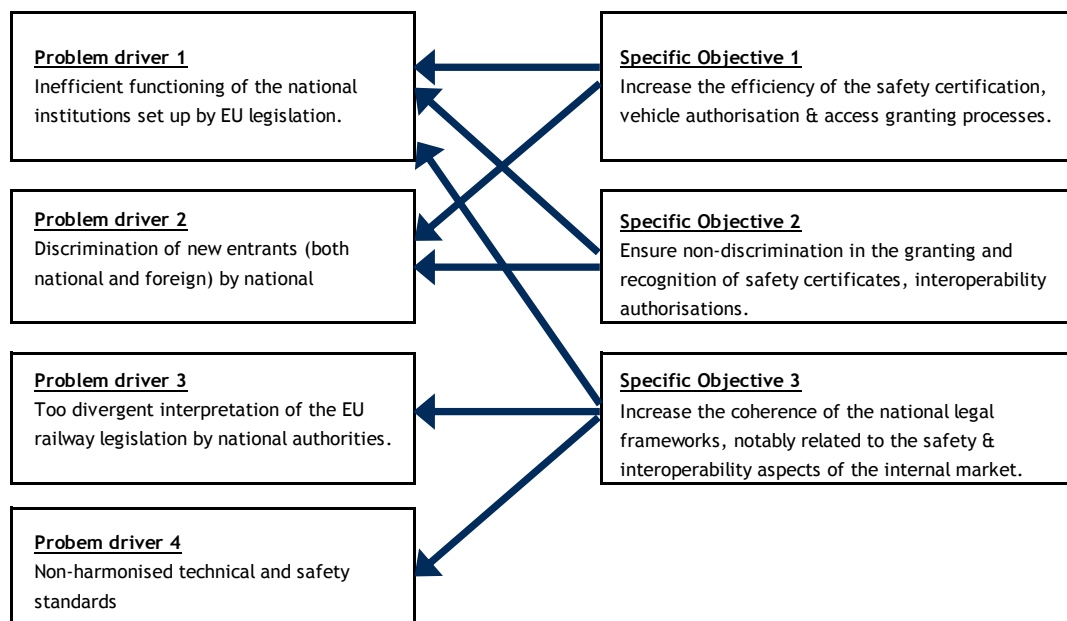 Problem driver 1
Inefficient functioning of the national
institutions set up by EU legislation.
Problem driver 2
Discrimination of new entrants (both
national and foreign) by national
Problem driver 3
Too divergent interpretation of the EU
railway legislation by national authorities.
Probem driver 4
Non-harmonised technical and safety
standards
Specific Objective 1
Increase the efficiency of the safety certification,
vehicle authorisation & access granting processes.
Specific Objective 2
Ensure non-discrimination in the granting and
recognition of safety certificates, interoperability
authorisations.
Specific Objective 3
Increase the coherence of the national legal
frameworks, notably related to the safety &
interoperability aspects of the internal market.